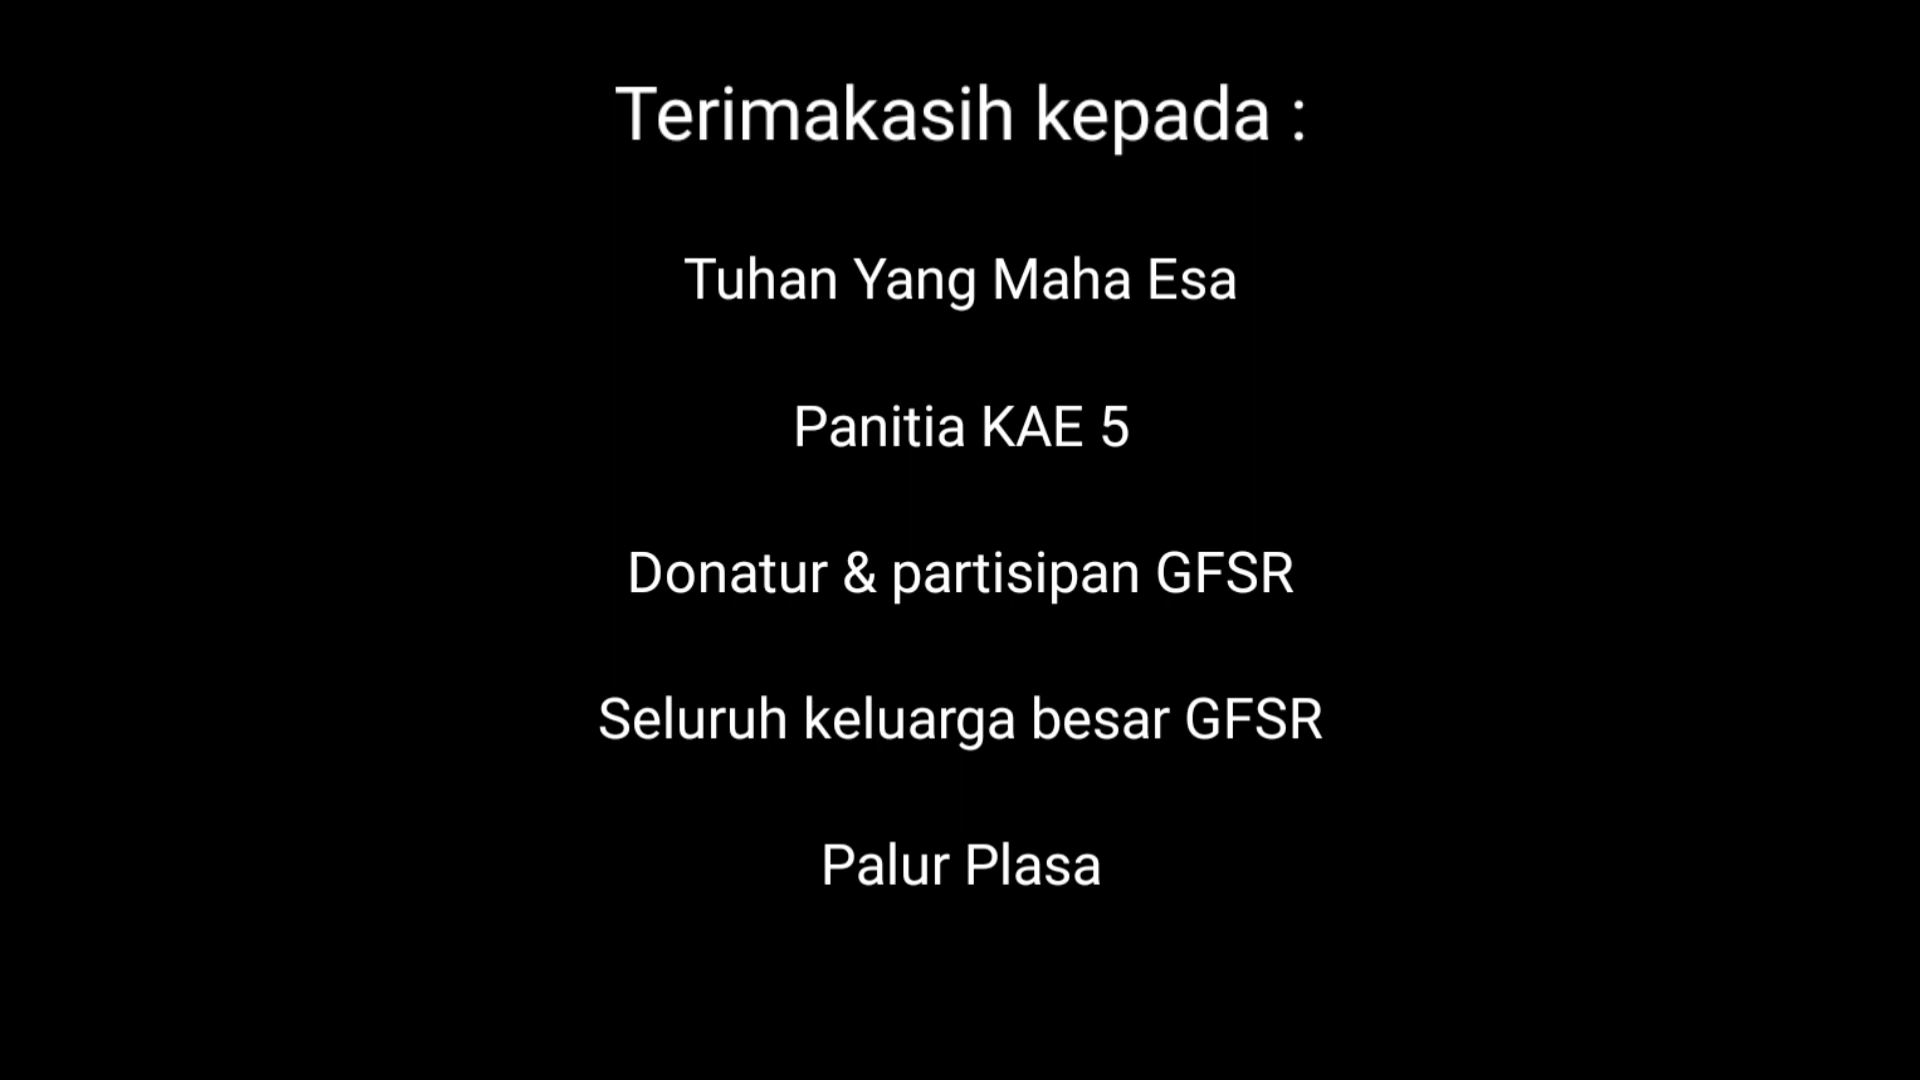 Terimakasih kepada :
Tuhan Yang Maha Esa
Panitia KAE 5
Donatur & partisipan GFSR
Seluruh keluarga besar GFSR
Palur Plasa